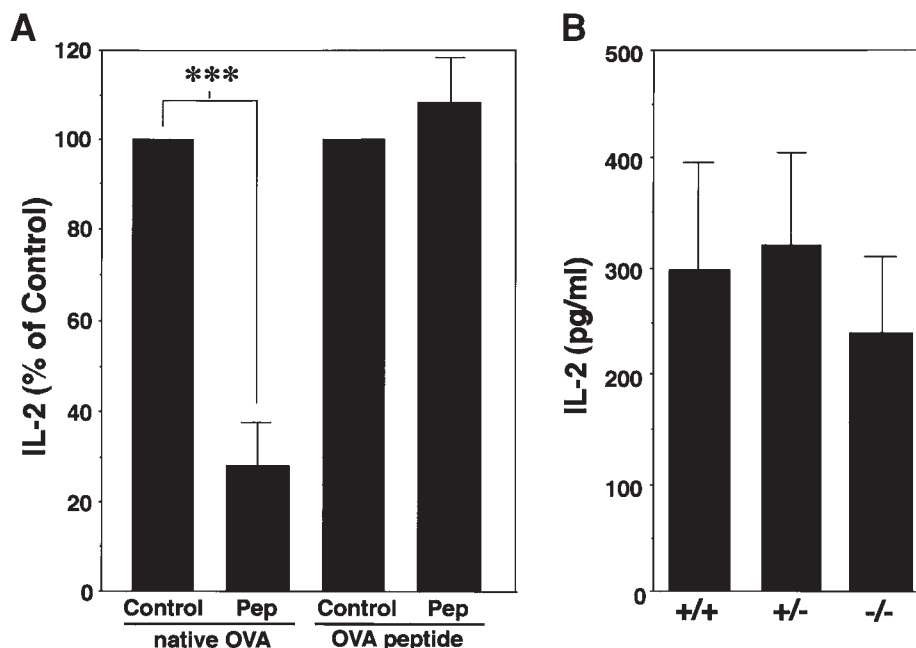 A
IL-2 (% of Control)
120
100
80
60
40
20
0
***
Control Pep Control Pep
native OVA OVA peptide
B
IL-2 (pg/ml)
500
400
300
200
100
0
+/+ +/- -/-